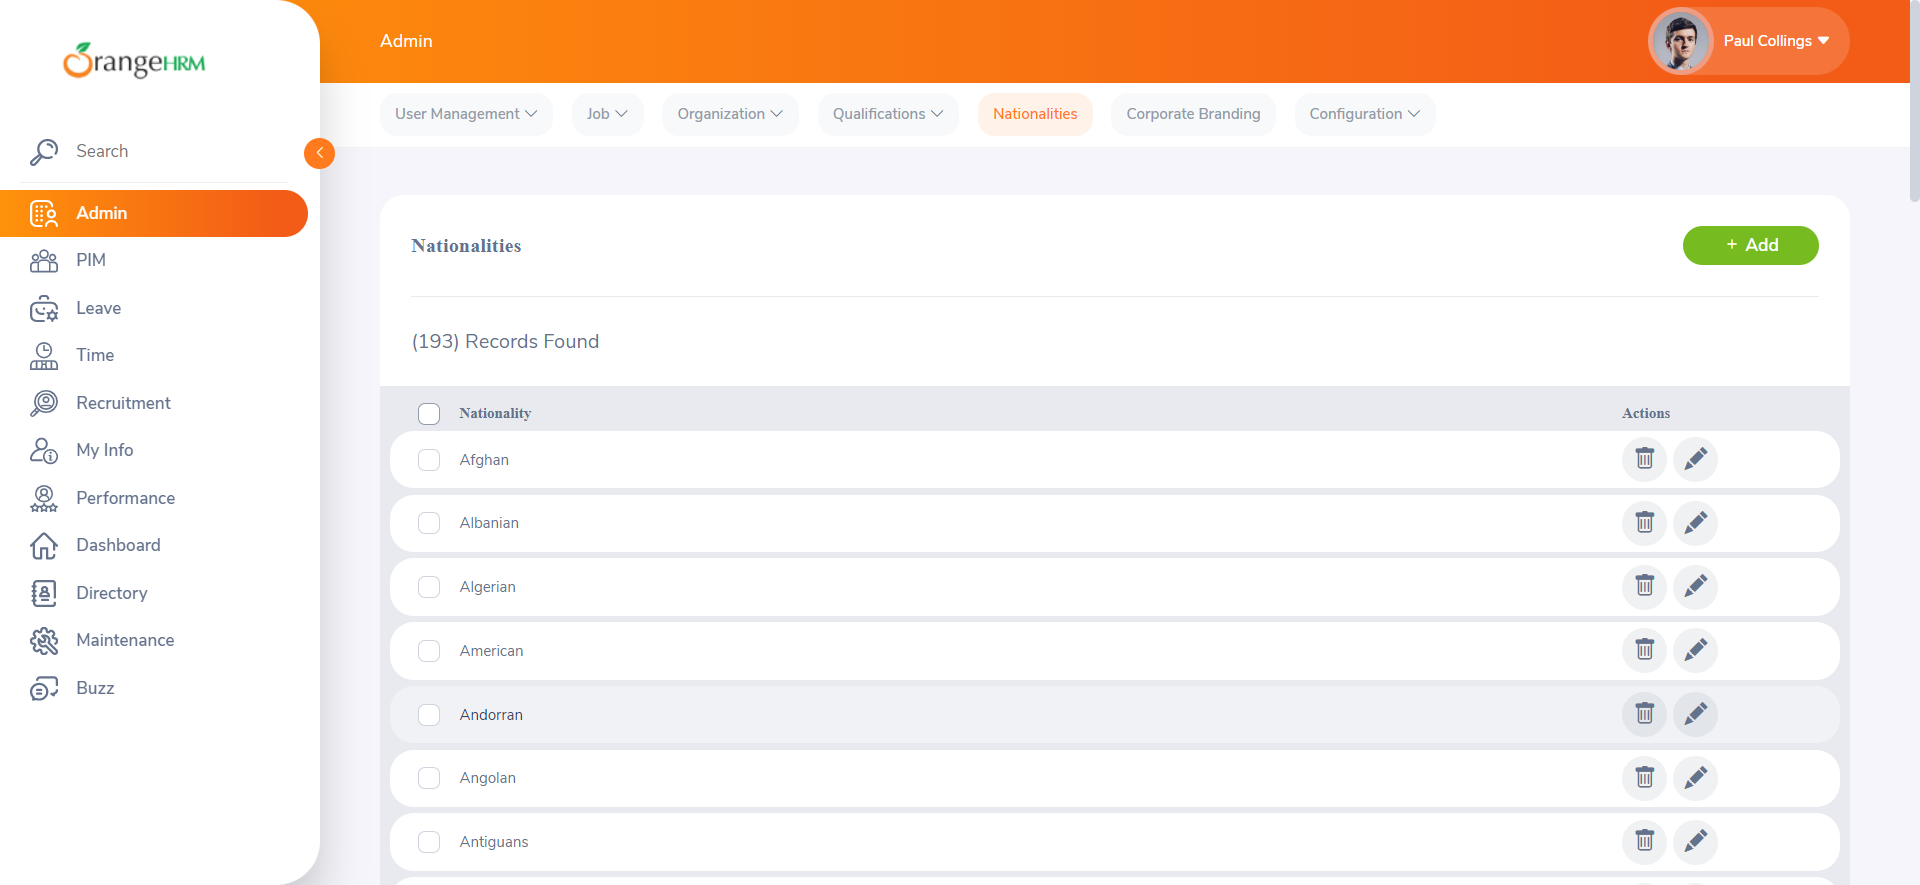 OrangeHRM
Admin
Paul Collings
User Management
Job
Organization
Qualifications
Nationalities
Corporate Branding
Configuration
Search
Admin
PIM
Leave
Time
Recruitment
My Info
Performance
Dashboard
Directory
Maintenance
Buzz
Nationalities
+ Add
(193) Records Found
Nationality Actions
Afghan
Albanian
Algerian
American
Andorran
Angolan
Antiguans